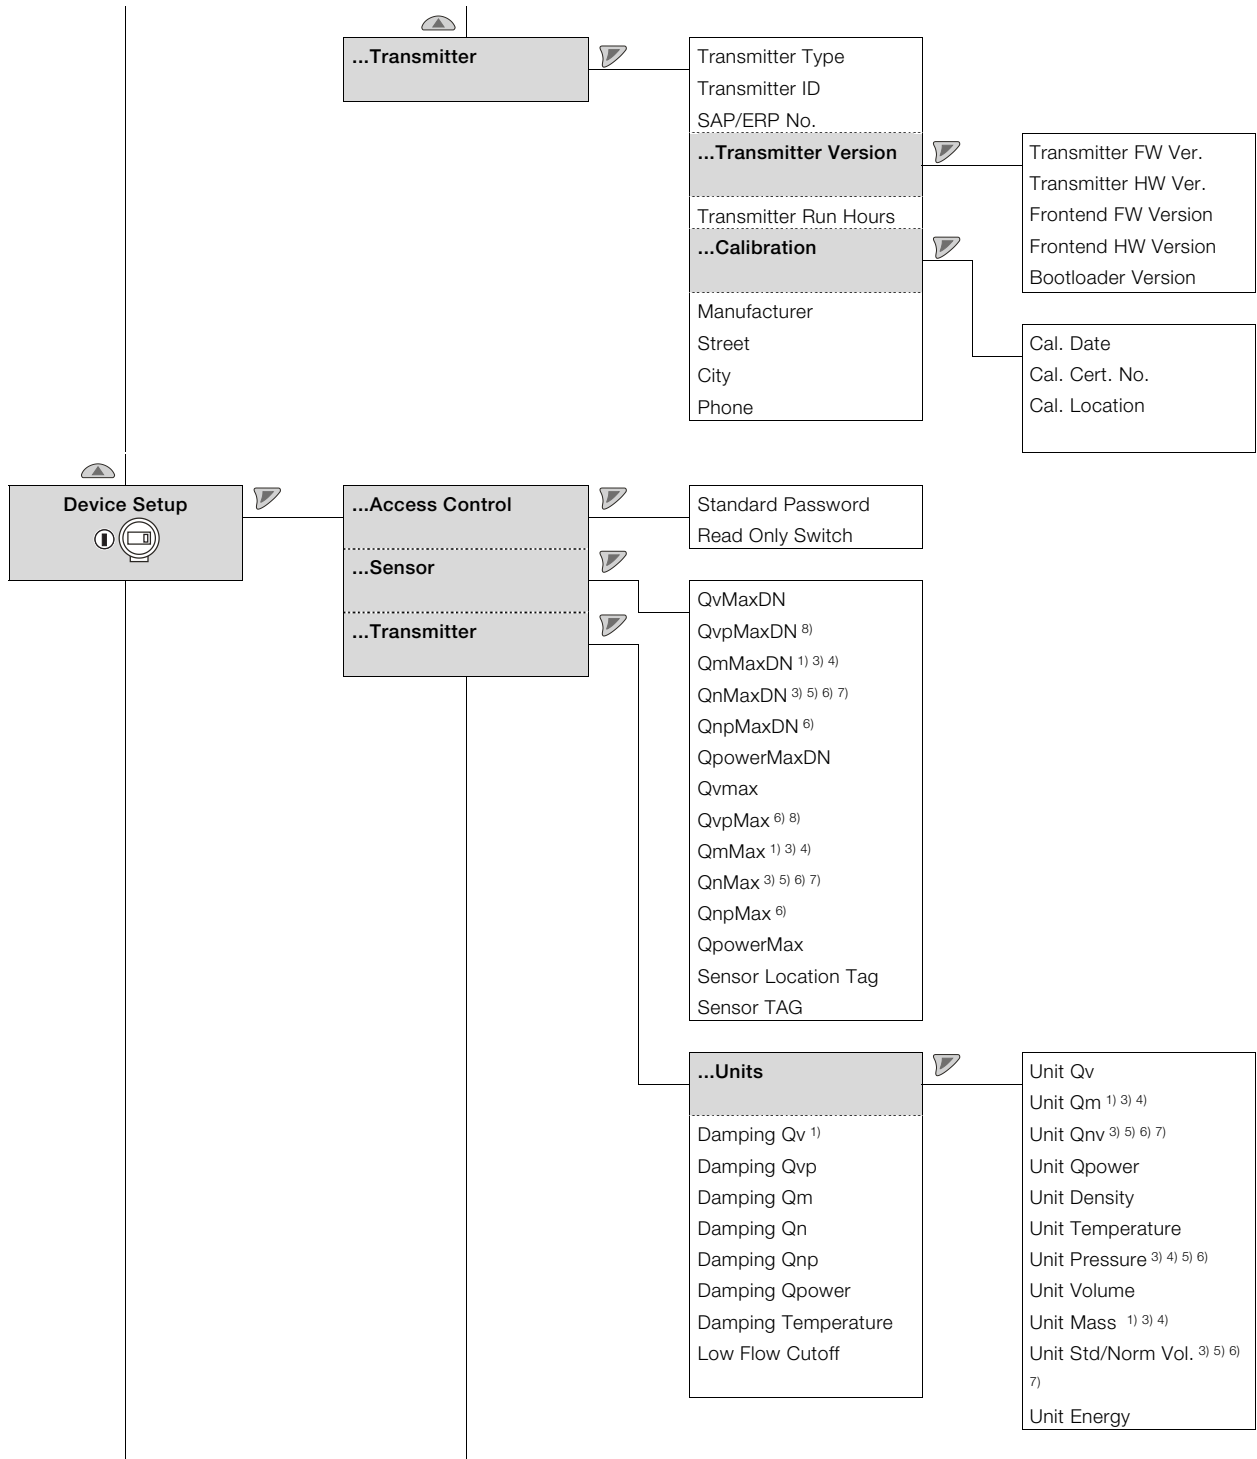 ...Transmitter
Transmitter Type
Transmitter ID
SAP/ERP No.
...Transmitter Version
Transmitter Run Hours
...Calibration
Manufacturer
Street
City
Phone
Transmitter FW Ver.
Transmitter HW Ver.
Frontend FW Version
Frontend HW Version
Bootloader Version
Cal. Date
Cal. Cert. No.
Cal. Location
Device Setup
...Access Control
...Sensor
...Transmitter
Standard Password
Read Only Switch
QvMaxDN
QvpMaxDN 8)
QmMaxDN 1) 3) 4)
QnMaxDN 3) 5) 6) 7)
QnpMaxDN 6)
QpowerMaxDN
Qvmax
QvpMax 6) 8)
QmMax 1) 3) 4)
QnMax 3) 5) 6) 7)
QnpMax 6)
QpowerMax
Sensor Location Tag
Sensor TAG
...Units
Damping Qv 1)
Damping Qvp
Damping Qm
Damping Qn
Damping Qnp
Damping Qpower
Damping Temperature
Low Flow Cutoff
Unit Qv
Unit Qm 1) 3) 4)
Unit Qnv 3) 5) 6) 7)
Unit Qpower
Unit Density
Unit Temperature
Unit Pressure 3) 4) 5) 6)
Unit Volume
Unit Mass 1) 3) 4)
Unit Std/Norm Vol. 3) 5) 6)
7)
Unit Energy